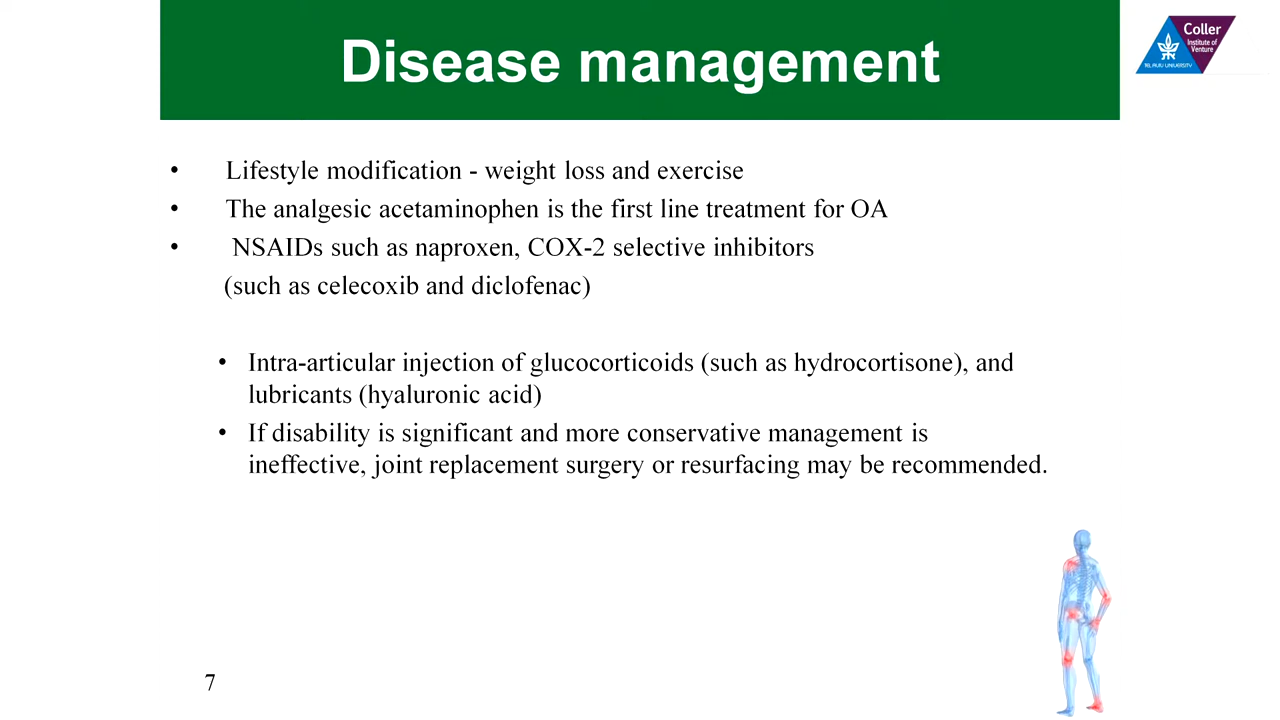 Disease management
Coller
Institute of
Venture
TEL AVIV UNIVERSITY
• Lifestyle modification - weight loss and exercise
• The analgesic acetaminophen is the first line treatment for OA
• NSAIDs such as naproxen, COX-2 selective inhibitors
(such as celecoxib and diclofenac)
• Intra-articular injection of glucocorticoids (such as hydrocortisone), and
lubricants (hyaluronic acid)
• If disability is significant and more conservative management is
ineffective, joint replacement surgery or resurfacing may be recommended.
7